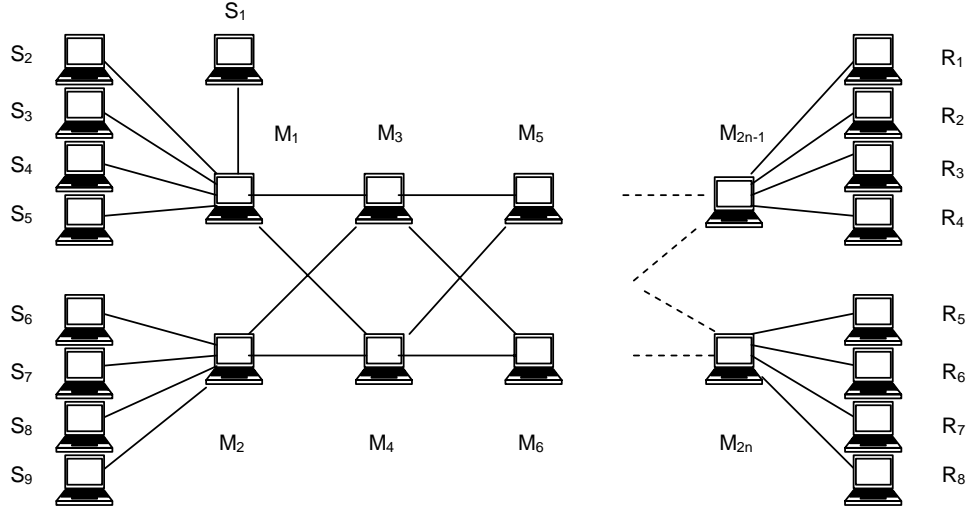 S1
S2
R1
S3
R2
M1 M3 M5 M2n-1
S4
R3
S5
R4
S6
R5
S7
R6
S8
R7
M2 M4 M6 M2n
S9
R8